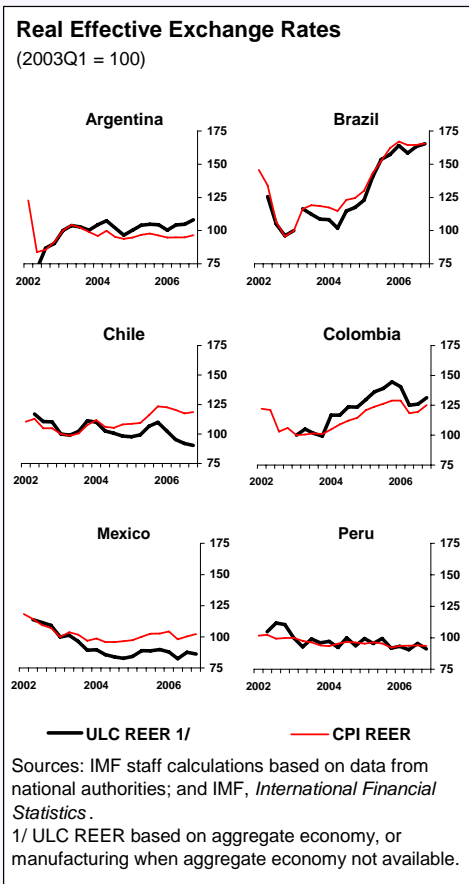 Real Effective Exchange Rates
(2003Q1 = 100)
Argentina
Brazil
175
150
125
100
75
2002 2004 2006
175
150
125
100
75
2002 2004 2006
Chile
Colombia
175
150
125
100
75
2002 2004 2006
175
150
125
100
75
2002 2004 2006
Mexico
Peru
175
150
125
100
75
2002 2004 2006
175
150
125
100
75
2002 2004 2006
ULC REER 1/ CPI REER
Sources: IMF staff calculations based on data from
national authorities; and IMF, International Financial
Statistics.
1/ ULC REER based on aggregate economy, or
manufacturing when aggregate economy not available.